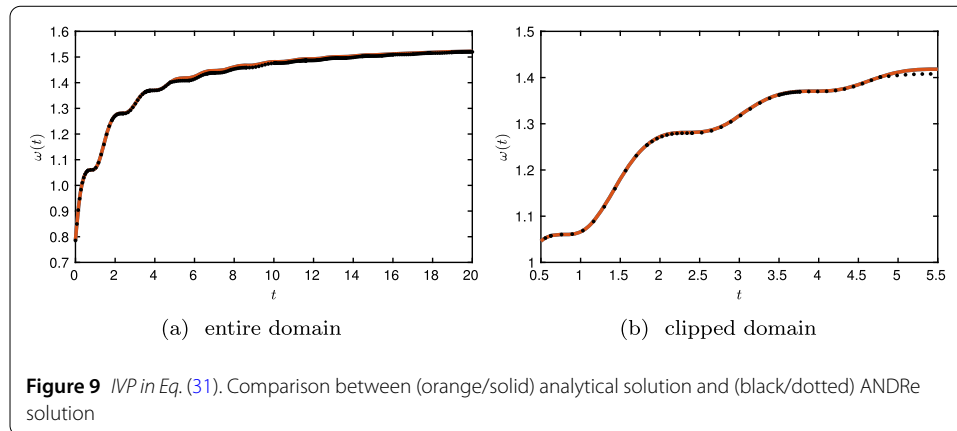 1.6
1.5
1.4
1.3
1.2
1.1
1.0
0.9
0.8
0.7
ω(t)
0 2 4 6 8 10 12 14 16 18 20
t
(a) entire domain
1.5
1.4
1.3
1.2
1.1
1
ω(t)
0.5 1 1.5 2 2.5 3 3.5 4 4.5 5 5.5
t
(b) clipped domain
Figure 9 IVP in Eq. (31). Comparison between (orange/solid) analytical solution and (black/dotted) ANDRe
solution